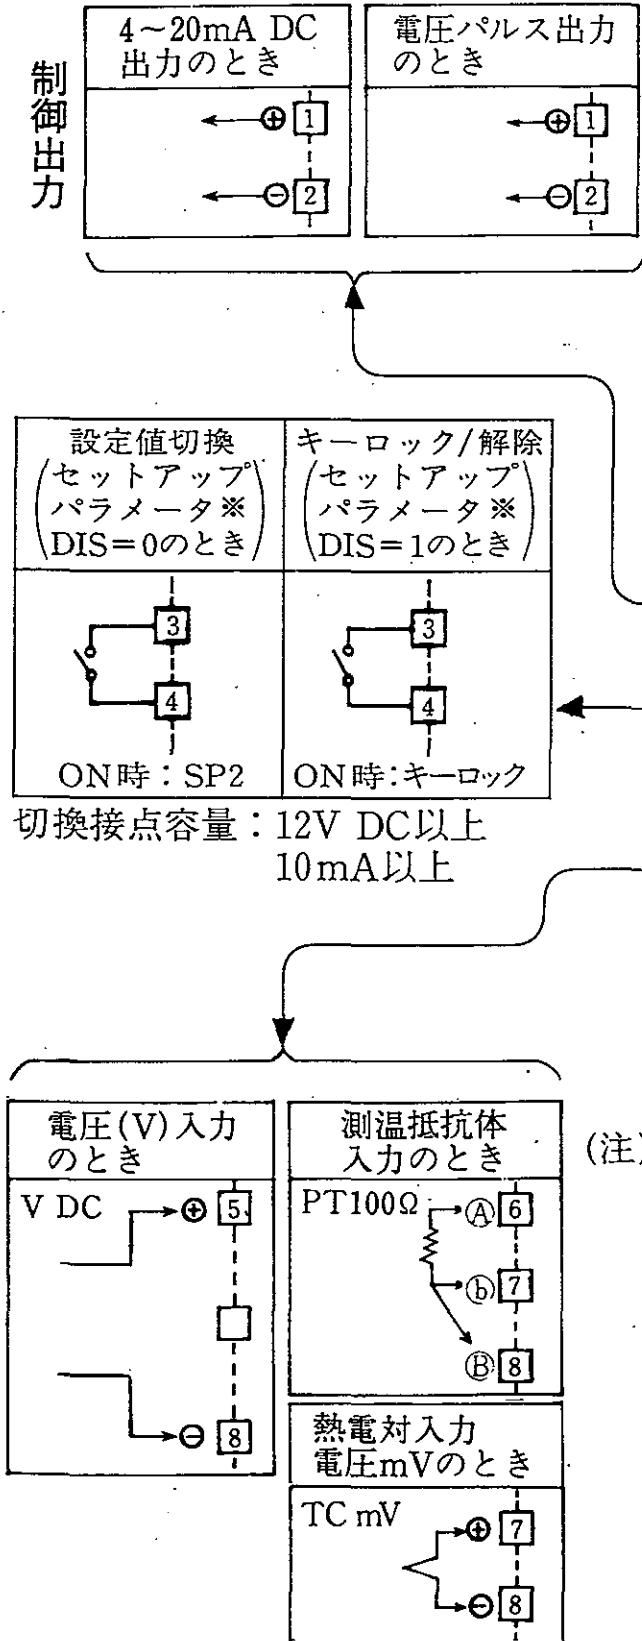 制御出力
4～20mA DC
出力のとき
⊕ 1
⊖ 2
電圧パルス出力
のとき
⊕ 1
⊖ 2
設定値切換
(セットアップ
パラメータ※
DIS=0のとき)
3
4
ON時：SP2
キーロック/解除
(セットアップ
パラメータ※
DIS=1のとき)
3
4
ON時：キーロック
切換接点容量：12V DC以上
10mA以上
電圧(V)入力
のとき
V DC
⊕ 5
⊖ 8
測温抵抗体
入力のとき
PT100Ω
Ⓐ 6
ⓑ 7
Ⓑ 8
(注)
熱電対入力
電圧mVのとき
TC mV
⊕ 7
⊖ 8